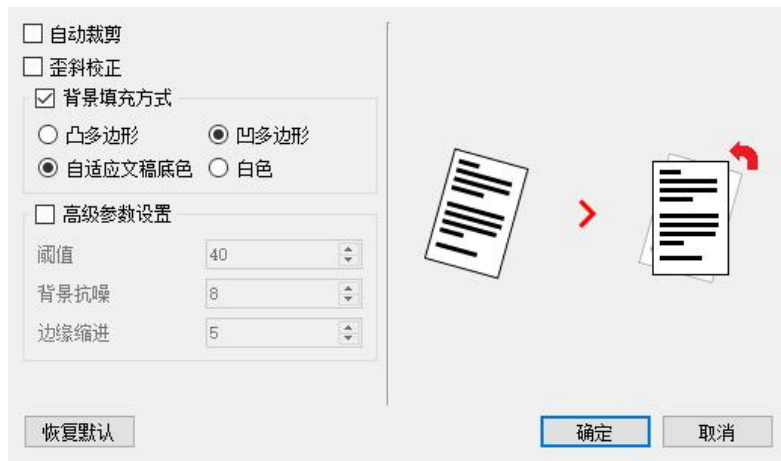 自动裁剪
歪斜校正
背景填充方式
凸多边形 凹多边形
自适应文稿底色 白色
高级参数设置
阈值 40
背景抗噪 8
边缘缩进 5
恢复默认 确定 取消